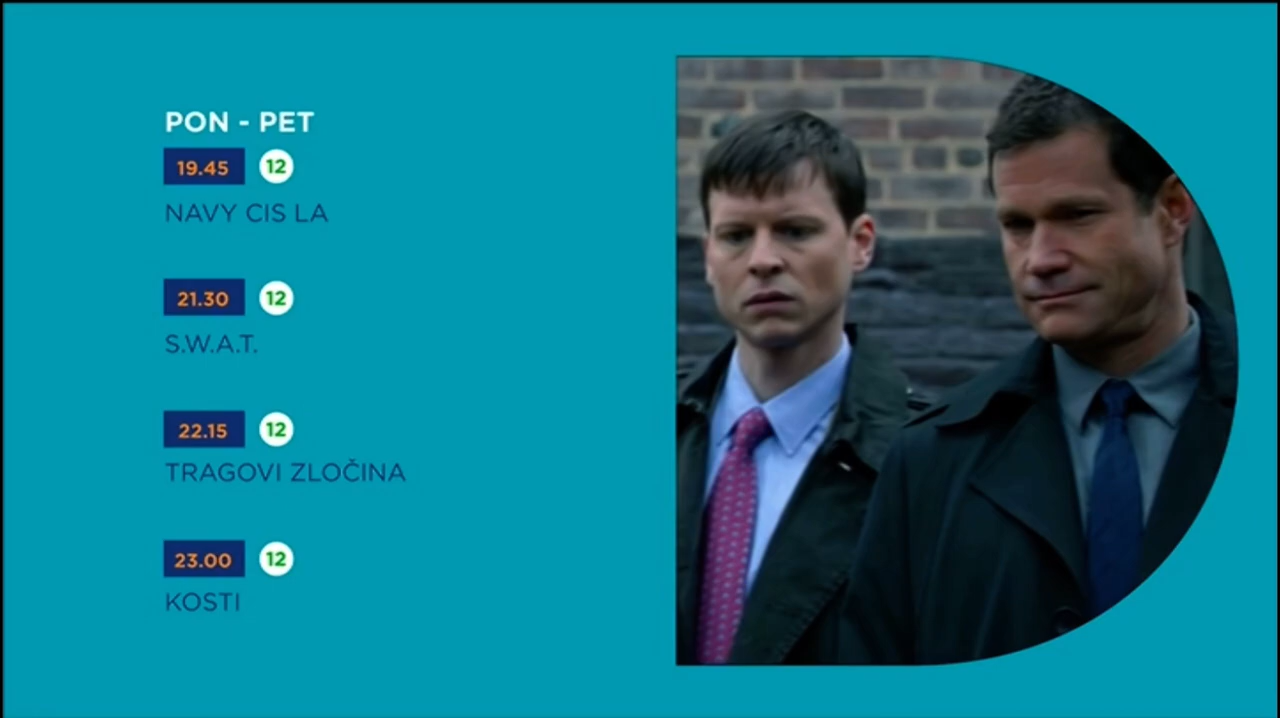 PON - PET
19.45 12
NAVY CIS LA
21.30 12
S.W.A.T.
22.15 12
TRAGOVI ZLOČINA
23.00 12
KOSTI